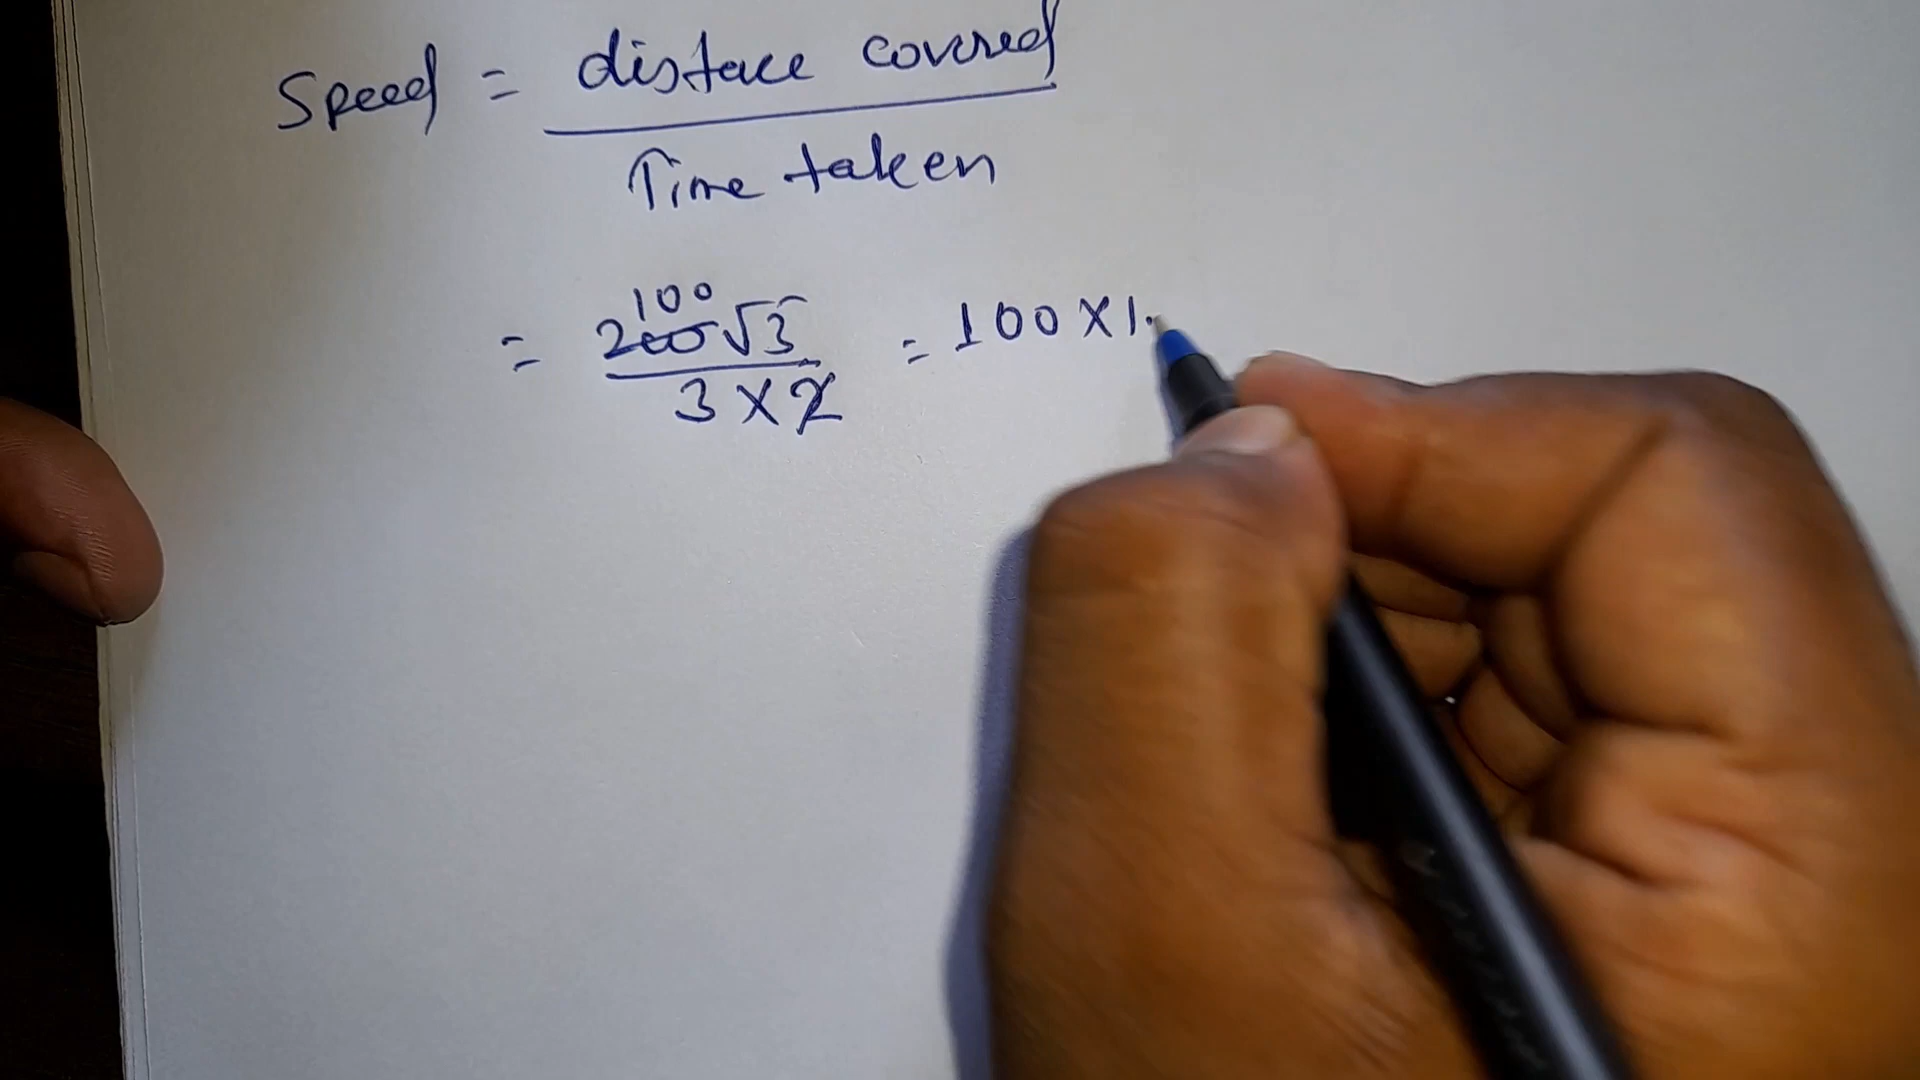 Speed = distace covered
Time taken
100
= 200√3 = 100 X 1.
3 X 2